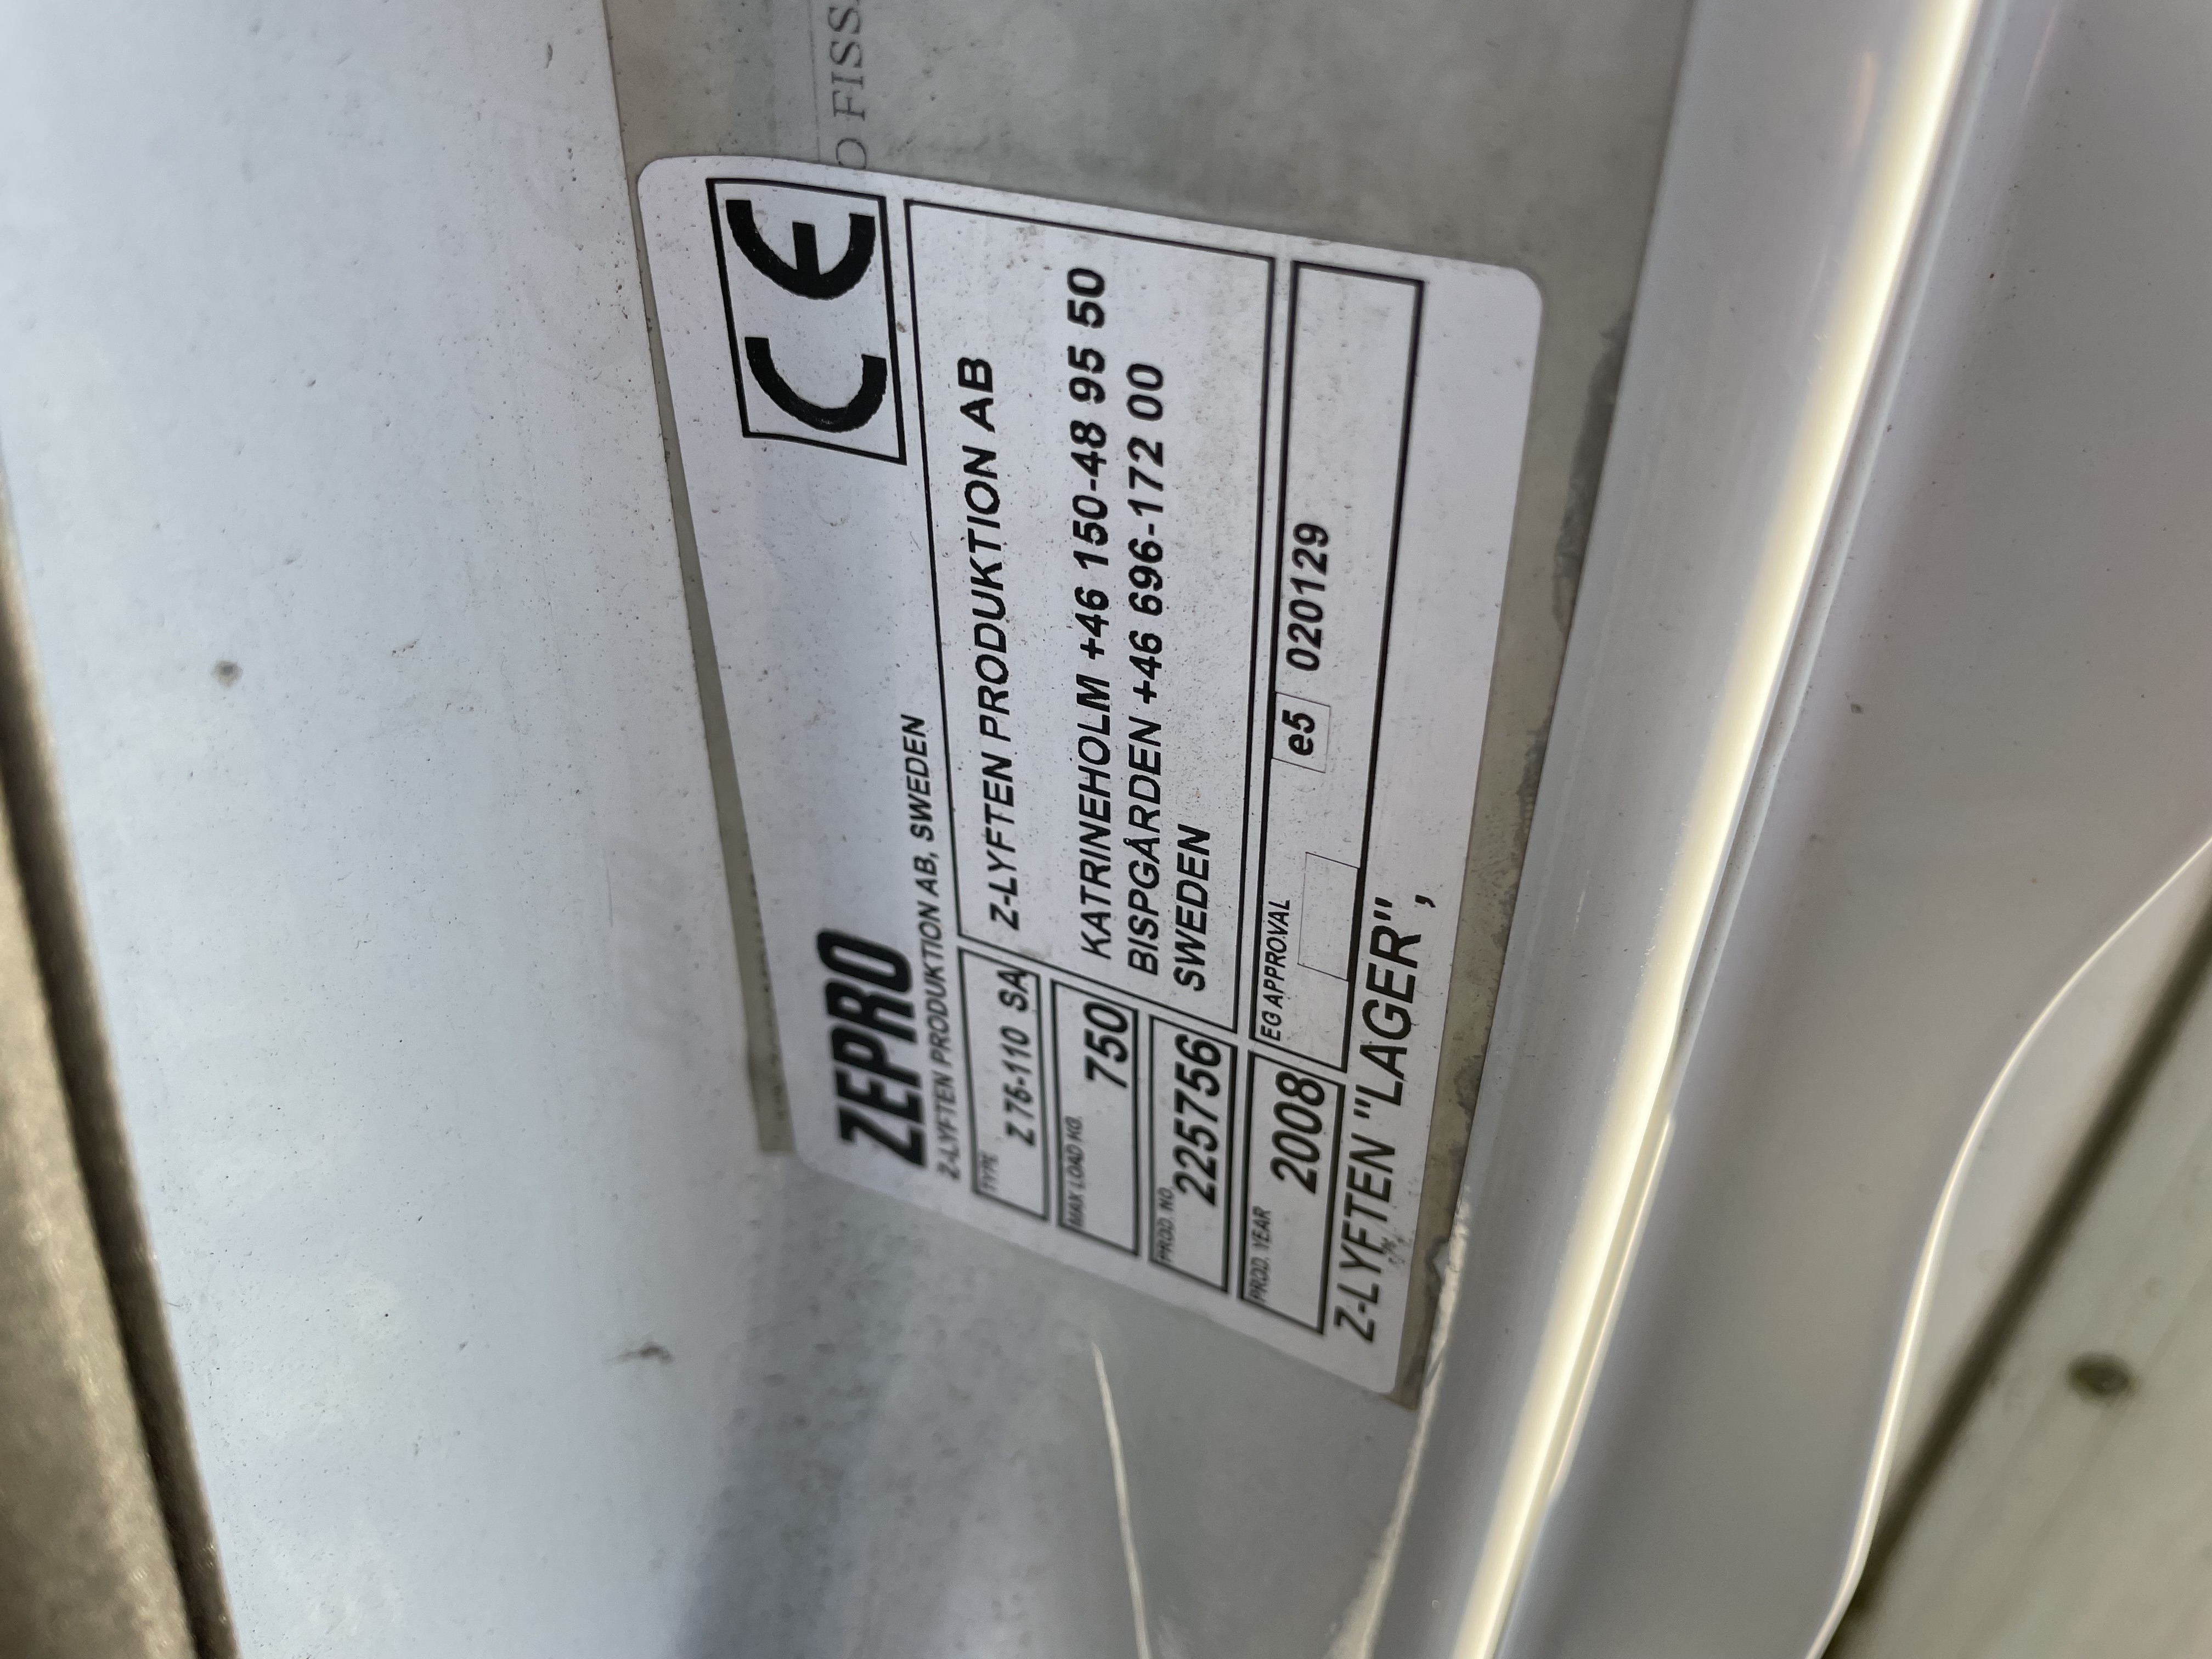 O FISS
CE
ZEPRO
Z-LYFTEN PRODUKTION AB, SWEDEN
TYPE
Z 75-110 SA
MAX LOAD KG.
750
PROD. NO.
225756
PROD. YEAR
2008
Z-LYFTEN PRODUKTION AB
KATRINEHOLM +46 150-48 95 50
BISPGÅRDEN +46 696-172 00
SWEDEN
EG APPROVAL
e5 020129
Z-LYFTEN "LAGER",